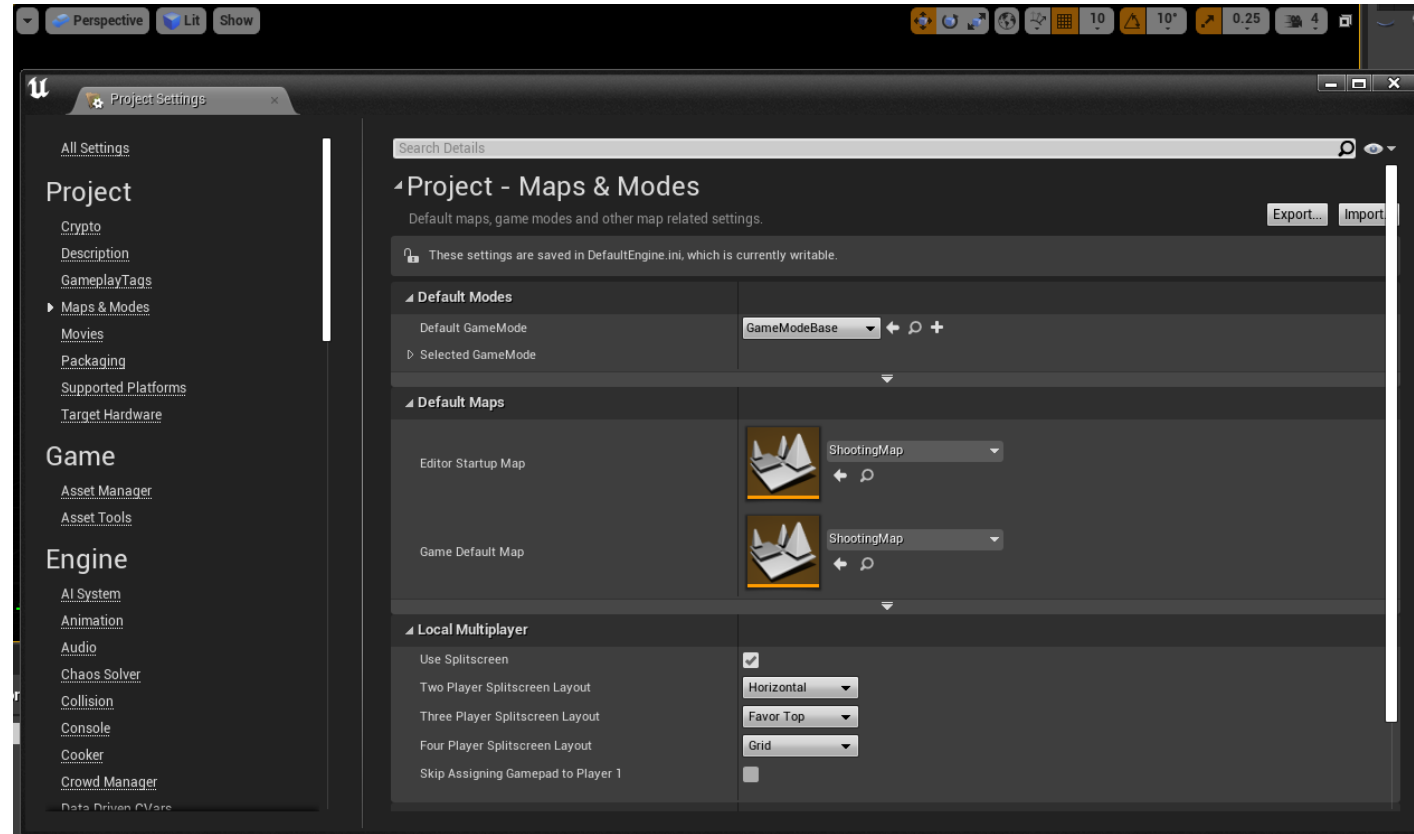 Perspective Lit Show 10 10° 0.25 4
Project Settings
All Settings
Project
Crypto
Description
GameplayTags
Maps & Modes
Movies
Packaging
Supported Platforms
Target Hardware
Game
Asset Manager
Asset Tools
Engine
AI System
Animation
Audio
Chaos Solver
Collision
Console
Cooker
Crowd Manager
Data Driven CVars
Search Details
Project - Maps & Modes
Default maps, game modes and other map related settings.
Export... Import
These settings are saved in DefaultEngine.ini, which is currently writable.
Default Modes
Default GameMode GameModeBase
Selected GameMode
Default Maps
Editor Startup Map ShootingMap
Game Default Map ShootingMap
Local Multiplayer
Use Splitscreen
Two Player Splitscreen Layout Horizontal
Three Player Splitscreen Layout Favor Top
Four Player Splitscreen Layout Grid
Skip Assigning Gamepad to Player 1